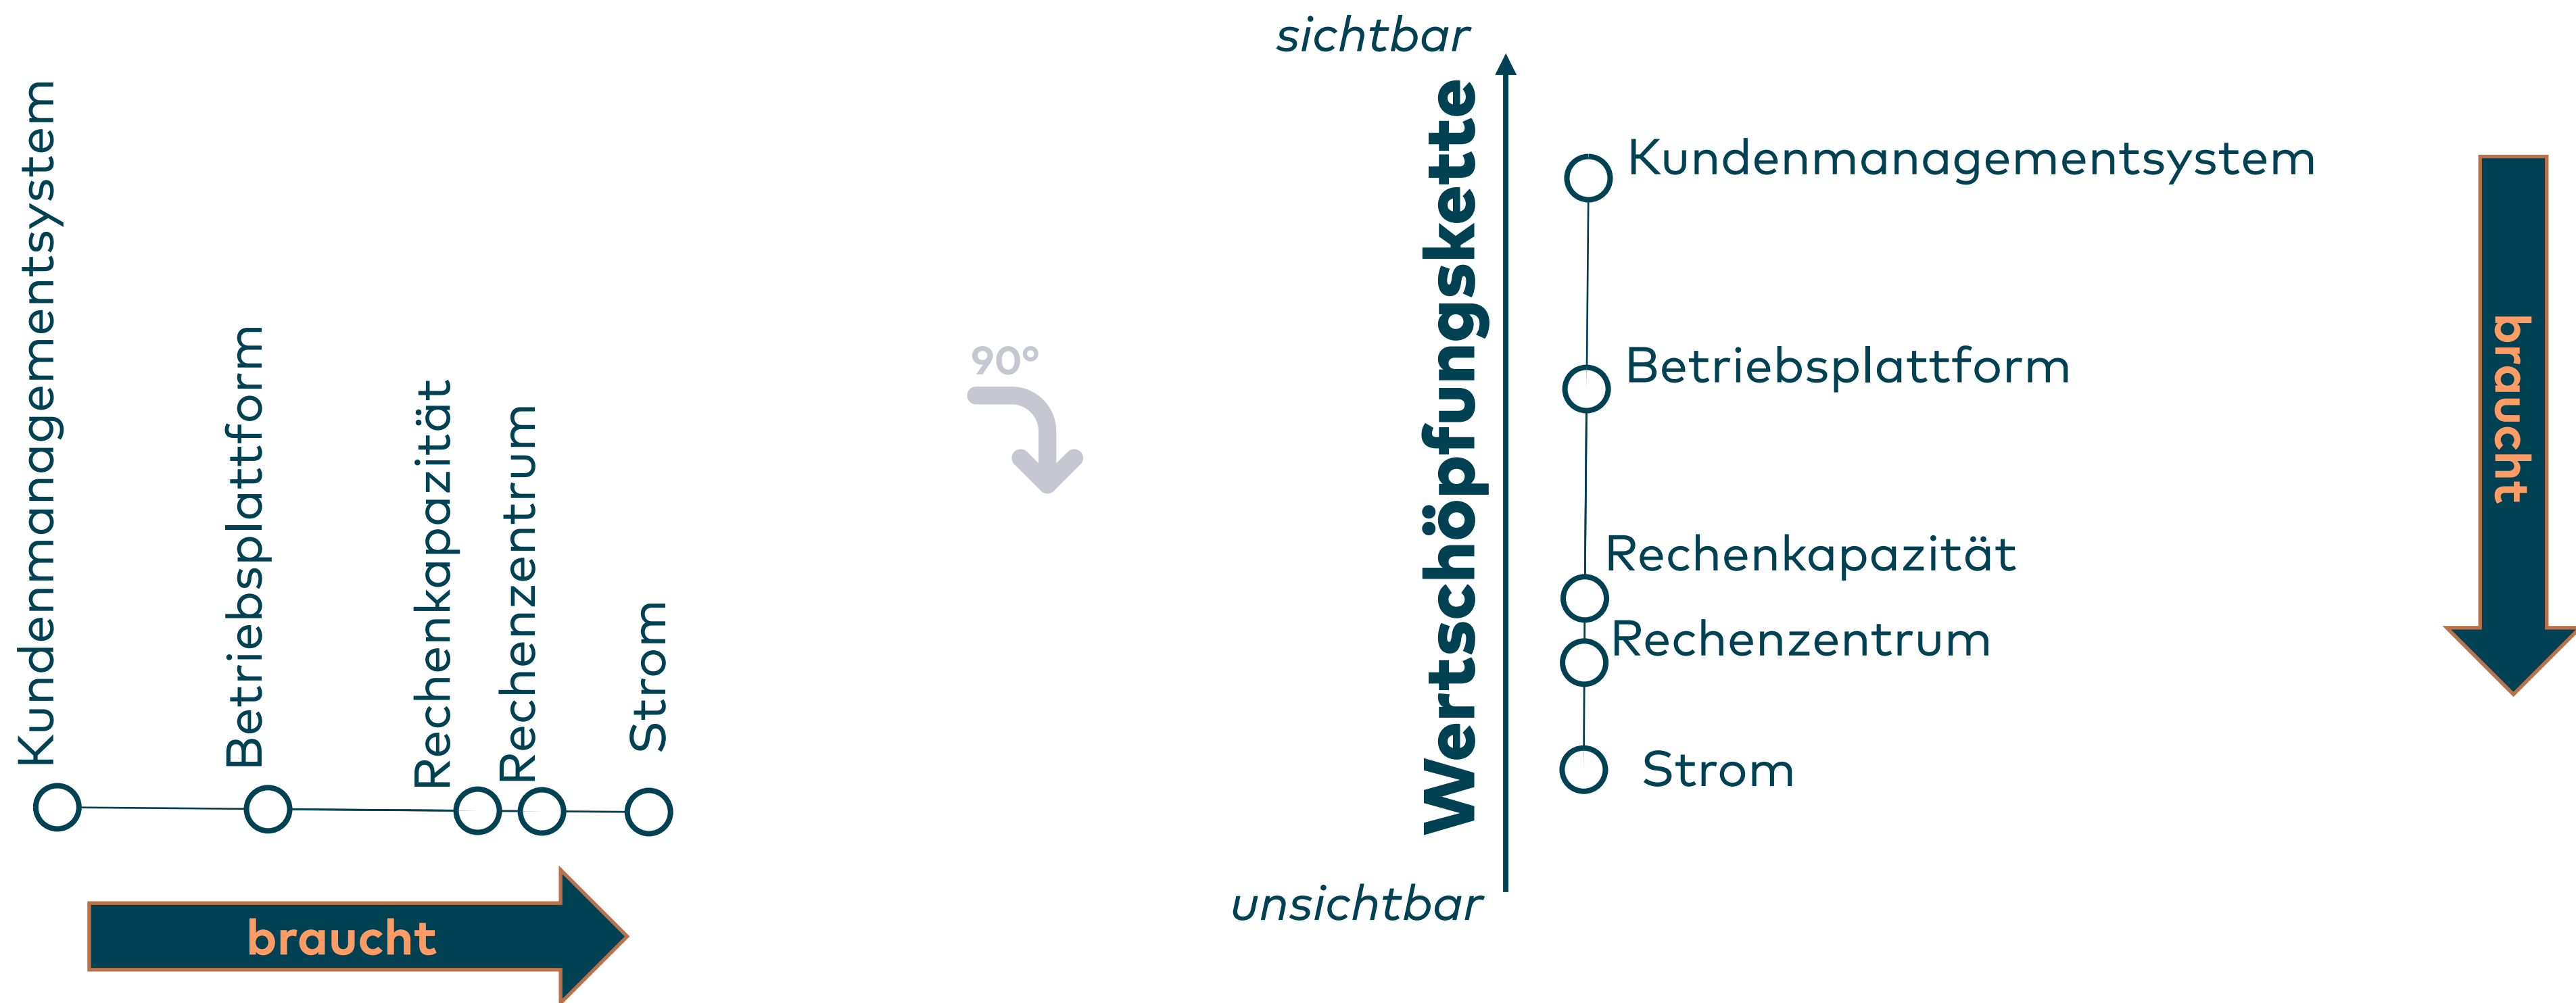 Kundenmanagementsystem
Betriebsplattform
Rechenkapazität
Rechenzentrum
Strom
braucht
90°
sichtbar
Wertschöpfungskette
unsichtbar
Kundenmanagementsystem
Betriebsplattform
Rechenkapazität
Rechenzentrum
Strom
braucht